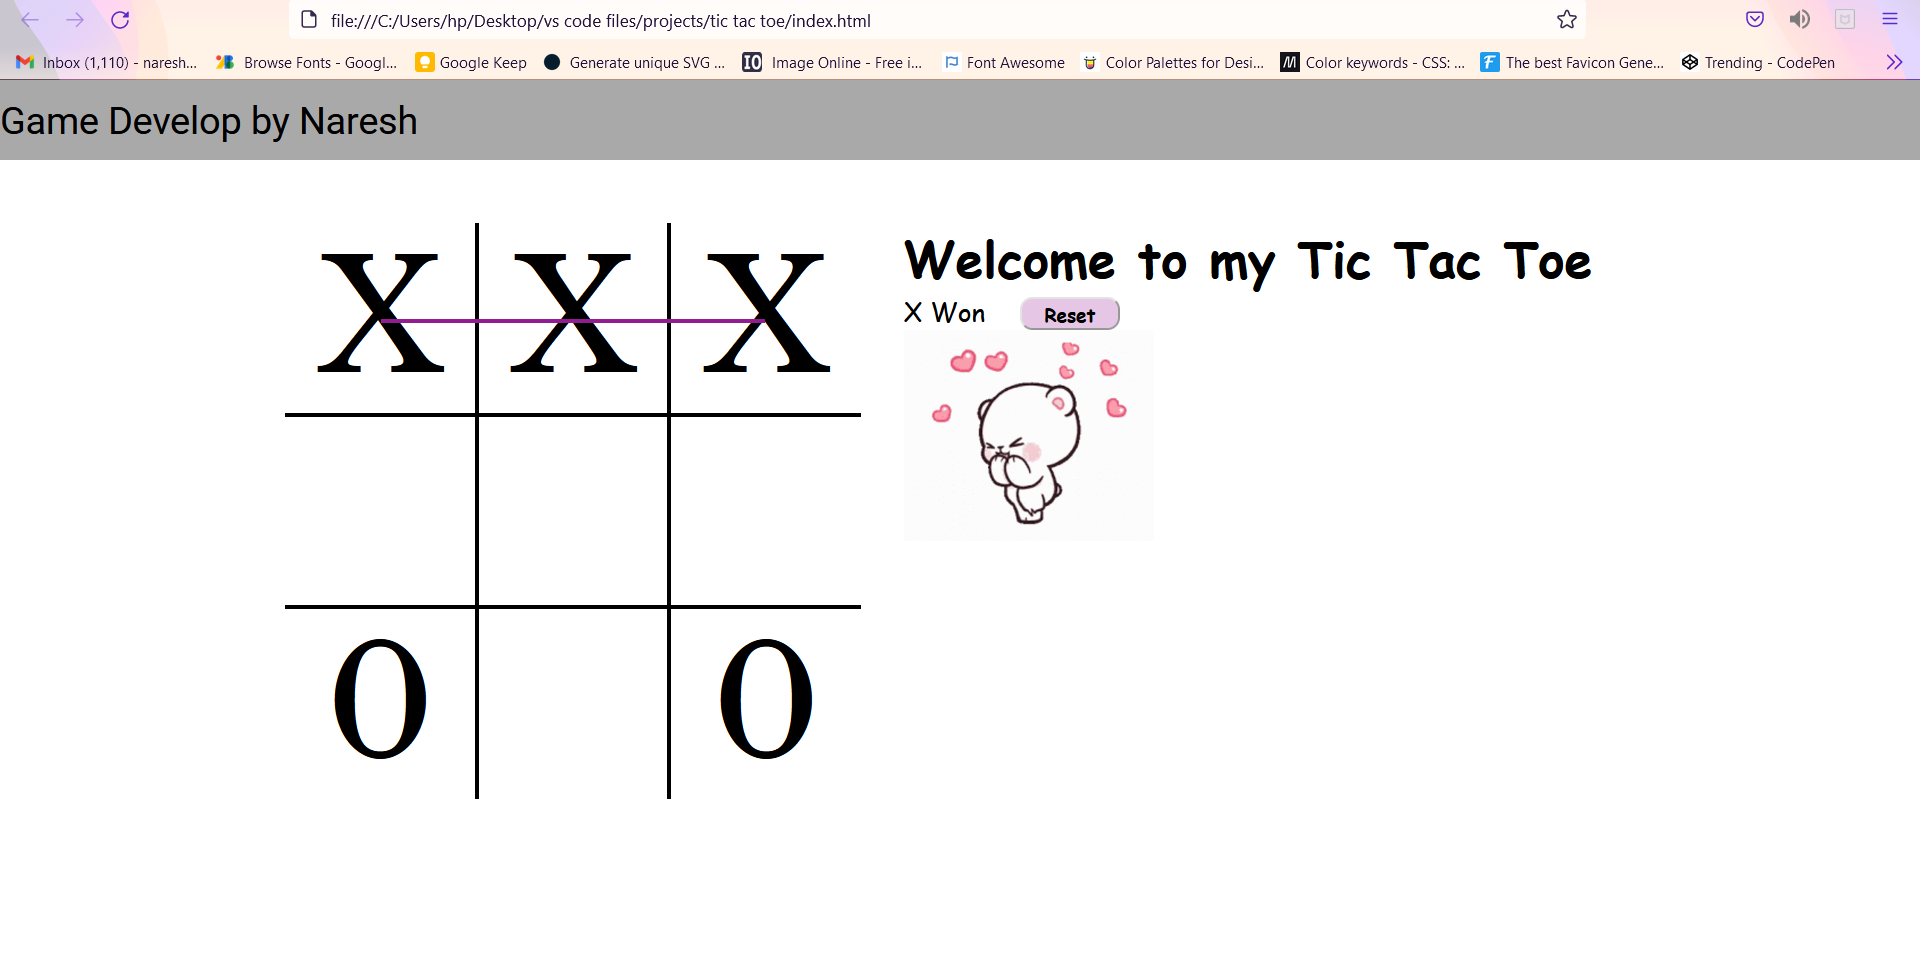 file:///C:/Users/hp/Desktop/vs code files/projects/tic tac toe/index.html
Inbox (1,110) - naresh... Browse Fonts - Googl... Google Keep Generate unique SVG ... IO Image Online - Free i... Font Awesome Color Palettes for Desi... M Color keywords - CSS: ... F The best Favicon Gene... Trending - CodePen
Game Develop by Naresh
X X X
0 0
Welcome to my Tic Tac Toe
X Won Reset